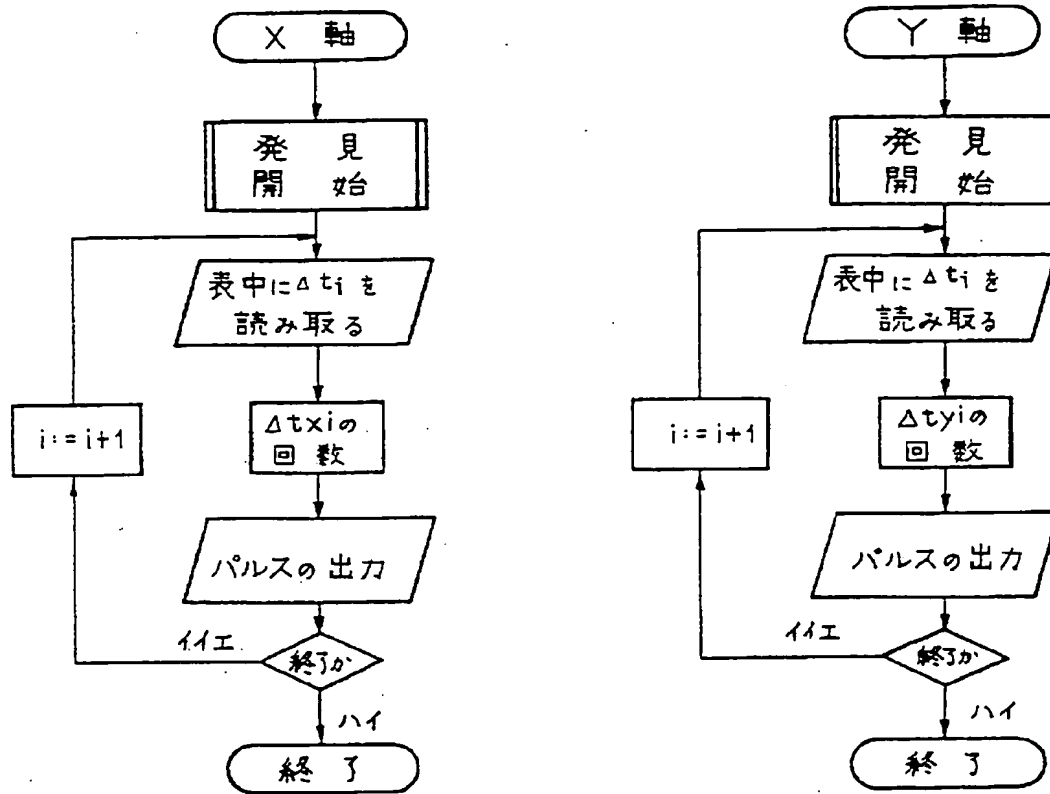 X 軸
発 見
開 始
表中にΔtiを
読み取る
Δtxiの
回 数
i:=i+1
パルスの出力
イイエ
終了か
ハイ
終 了
Y 軸
発 見
開 始
表中にΔtiを
読み取る
Δtyiの
回 数
i:=i+1
パルスの出力
イイエ
終了か
ハイ
終 了